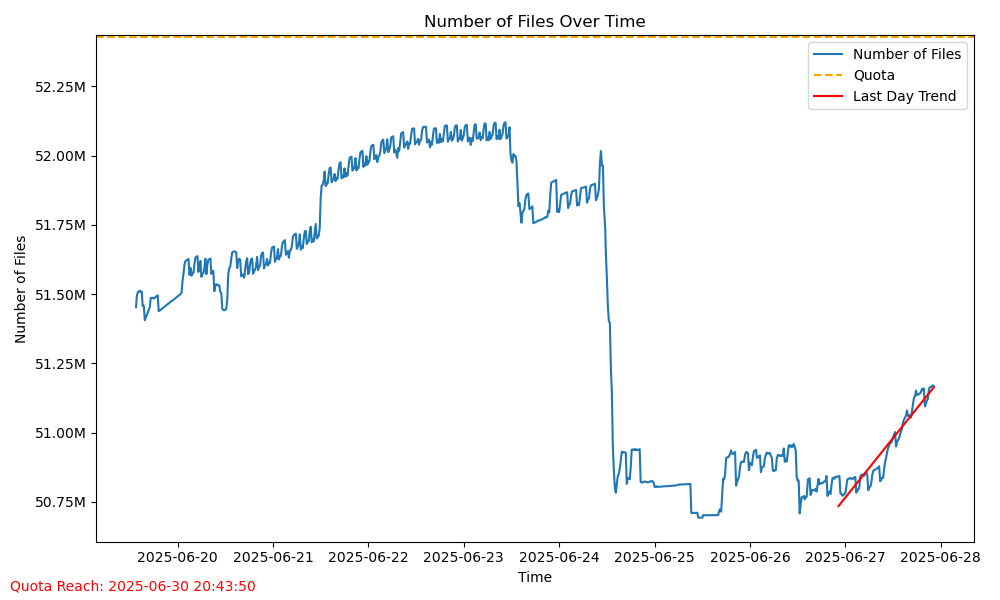 Number of Files Over Time
Number of Files
Quota
Last Day Trend
52.25M
52.00M
51.75M
51.50M
51.25M
51.00M
50.75M
Number of Files
2025-06-20
2025-06-21
2025-06-22
2025-06-23
2025-06-24
2025-06-25
2025-06-26
2025-06-27
2025-06-28
Time
Quota Reach: 2025-06-30 20:43:50